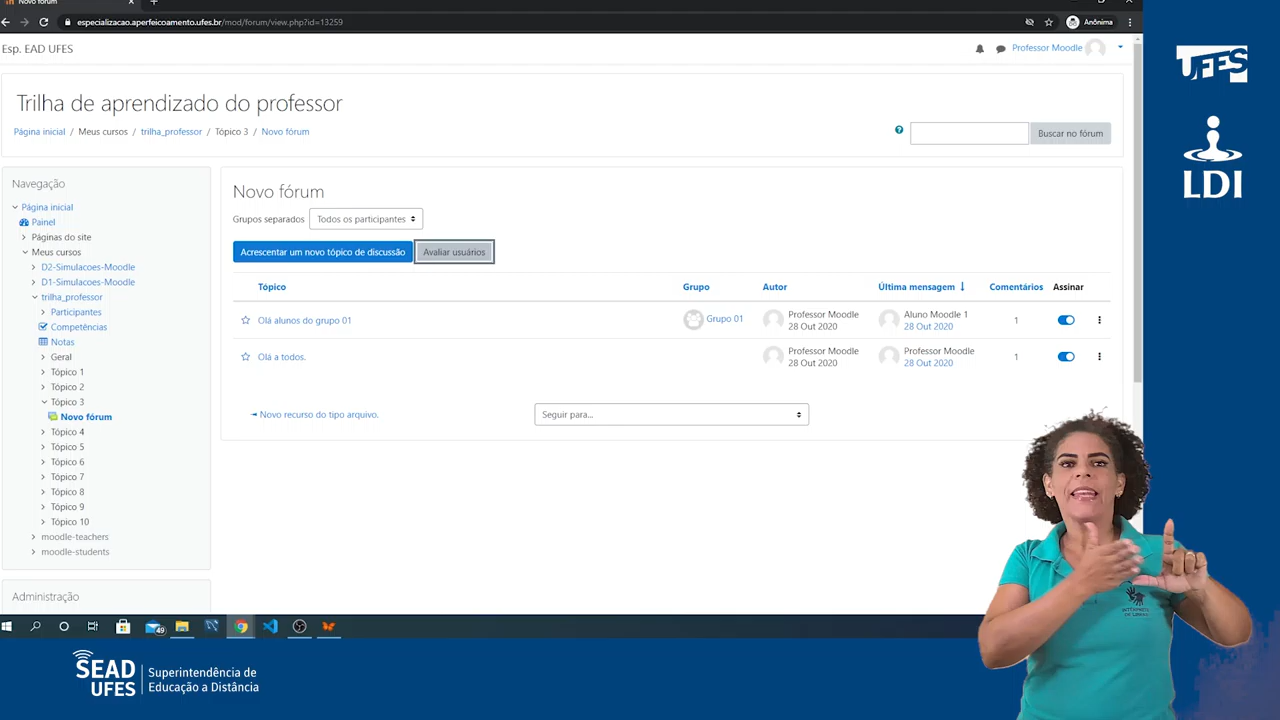 Novo fórum
especializacao.aperfeicoamento.ufes.br/mod/forum/view.php?id=13259
Anônima
Esp. EAD UFES
Professor Moodle
Trilha de aprendizado do professor
Página inicial / Meus cursos / trilha_professor / Tópico 3 / Novo fórum
Buscar no fórum
Navegação
Página inicial
Painel
Páginas do site
Meus cursos
D2-Simulacoes-Moodle
D1-Simulacoes-Moodle
trilha_professor
Participantes
Competências
Notas
Geral
Tópico 1
Tópico 2
Tópico 3
Novo fórum
Tópico 4
Tópico 5
Tópico 6
Tópico 7
Tópico 8
Tópico 9
Tópico 10
moodle-teachers
moodle-students
Administração
Novo fórum
Grupos separados Todos os participantes
Acrescentar um novo tópico de discussão Avaliar usuários
Tópico Grupo Autor Última mensagem Comentários Assinar
Olá alunos do grupo 01 Grupo 01 Professor Moodle Aluno Moodle 1 1
28 Out 2020 28 Out 2020
Olá a todos. Professor Moodle Professor Moodle 1
28 Out 2020 28 Out 2020
Novo recurso do tipo arquivo. Seguir para...
49
UFES
LDI
SEAD
UFES
Superintendência de
Educação a Distância